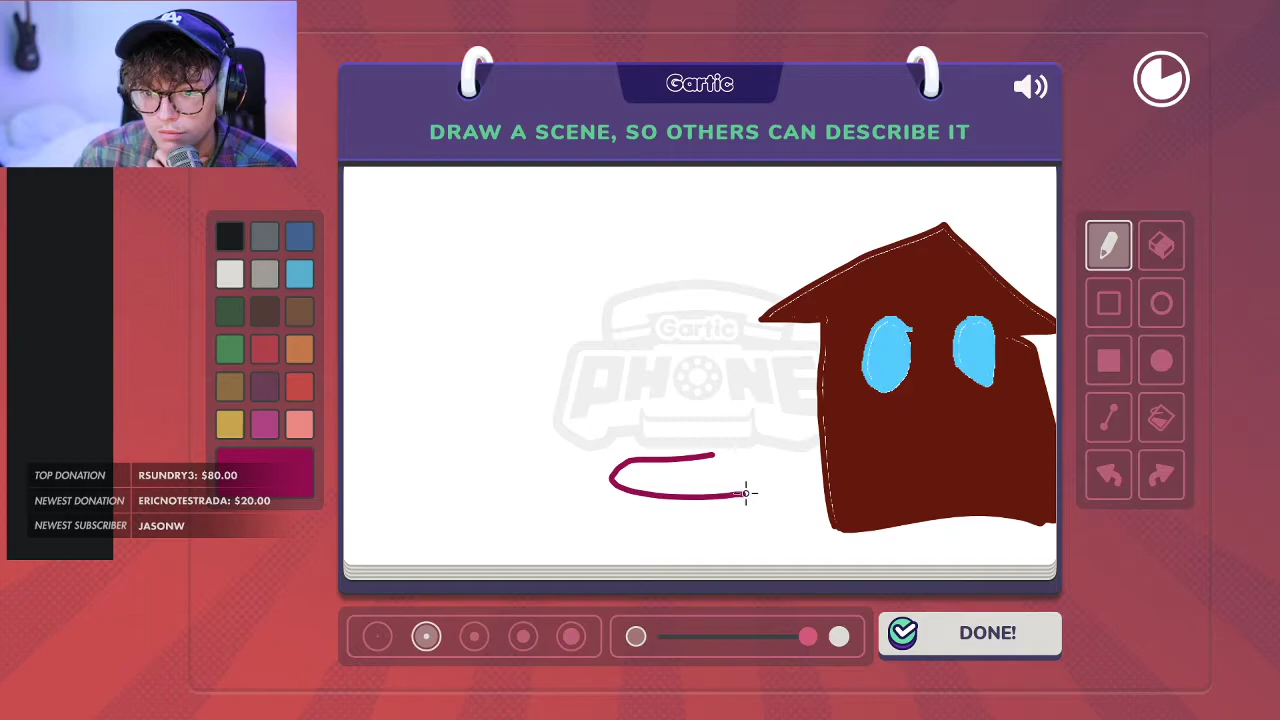 Gartic
DRAW A SCENE, SO OTHERS CAN DESCRIBE IT
Gartic
PHONE
TOP DONATION RSUNDRY3: $80.00
NEWEST DONATION ERICNOTESTRADA: $20.00
NEWEST SUBSCRIBER JASONW
DONE!